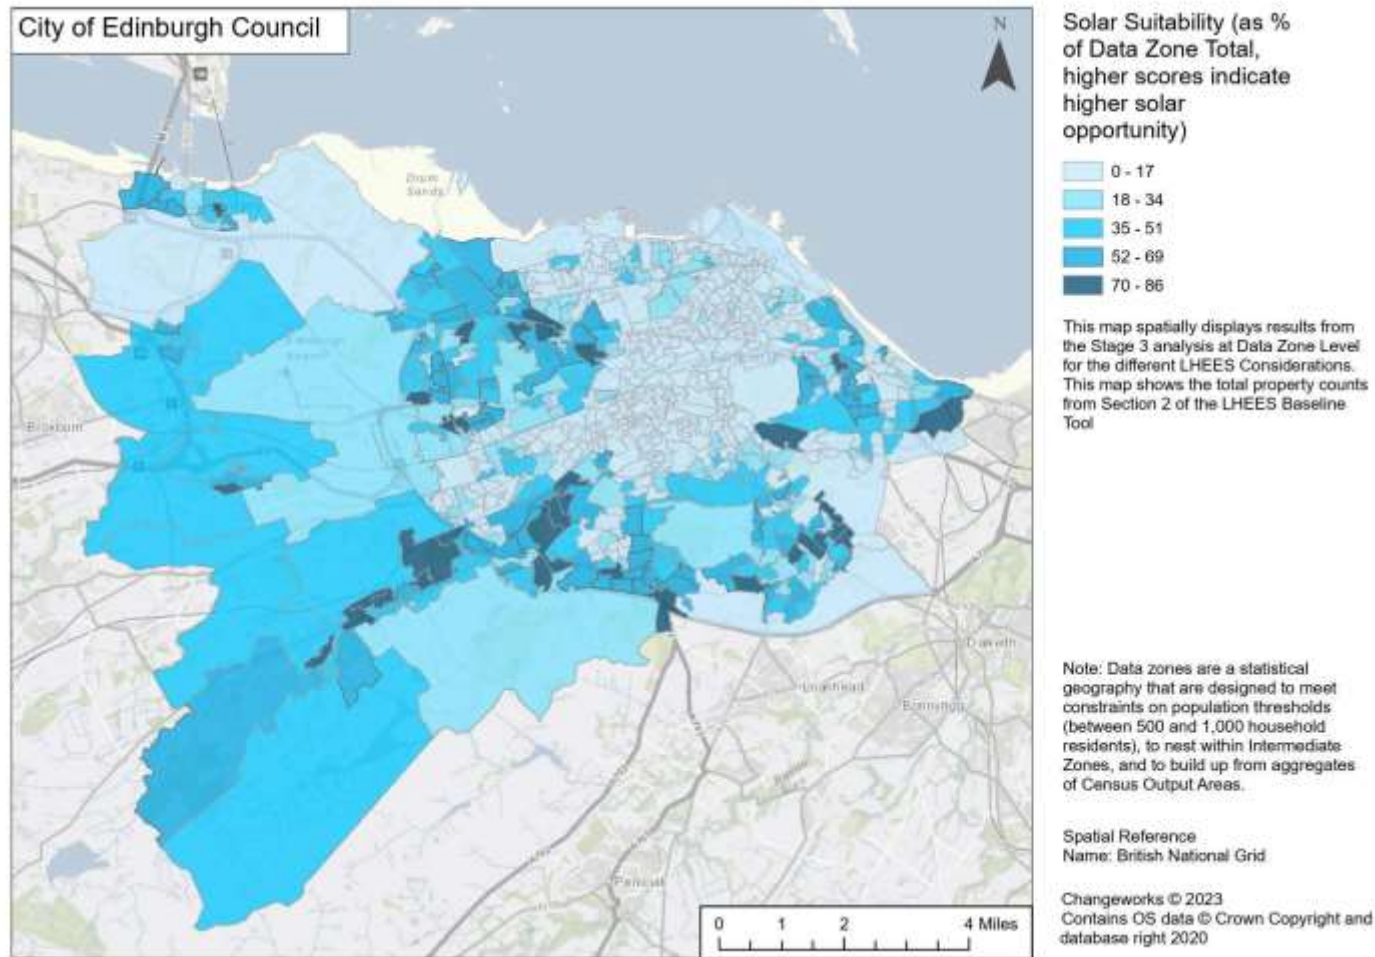 City of Edinburgh Council
N
Drum
Sands
Broxburn
Dalkeith
Loanhead
Bonnyrigg
Penicuik
0 1 2 4 Miles
Solar Suitability (as %
of Data Zone Total,
higher scores indicate
higher solar
opportunity)
0 - 17
18 - 34
35 - 51
52 - 69
70 - 86
This map spatially displays results from
the Stage 3 analysis at Data Zone Level
for the different LHEES Considerations.
This map shows the total property counts
from Section 2 of the LHEES Baseline
Tool
Note: Data zones are a statistical
geography that are designed to meet
constraints on population thresholds
(between 500 and 1,000 household
residents), to nest within Intermediate
Zones, and to build up from aggregates
of Census Output Areas.
Spatial Reference
Name: British National Grid
Changeworks © 2023
Contains OS data © Crown Copyright and
database right 2020